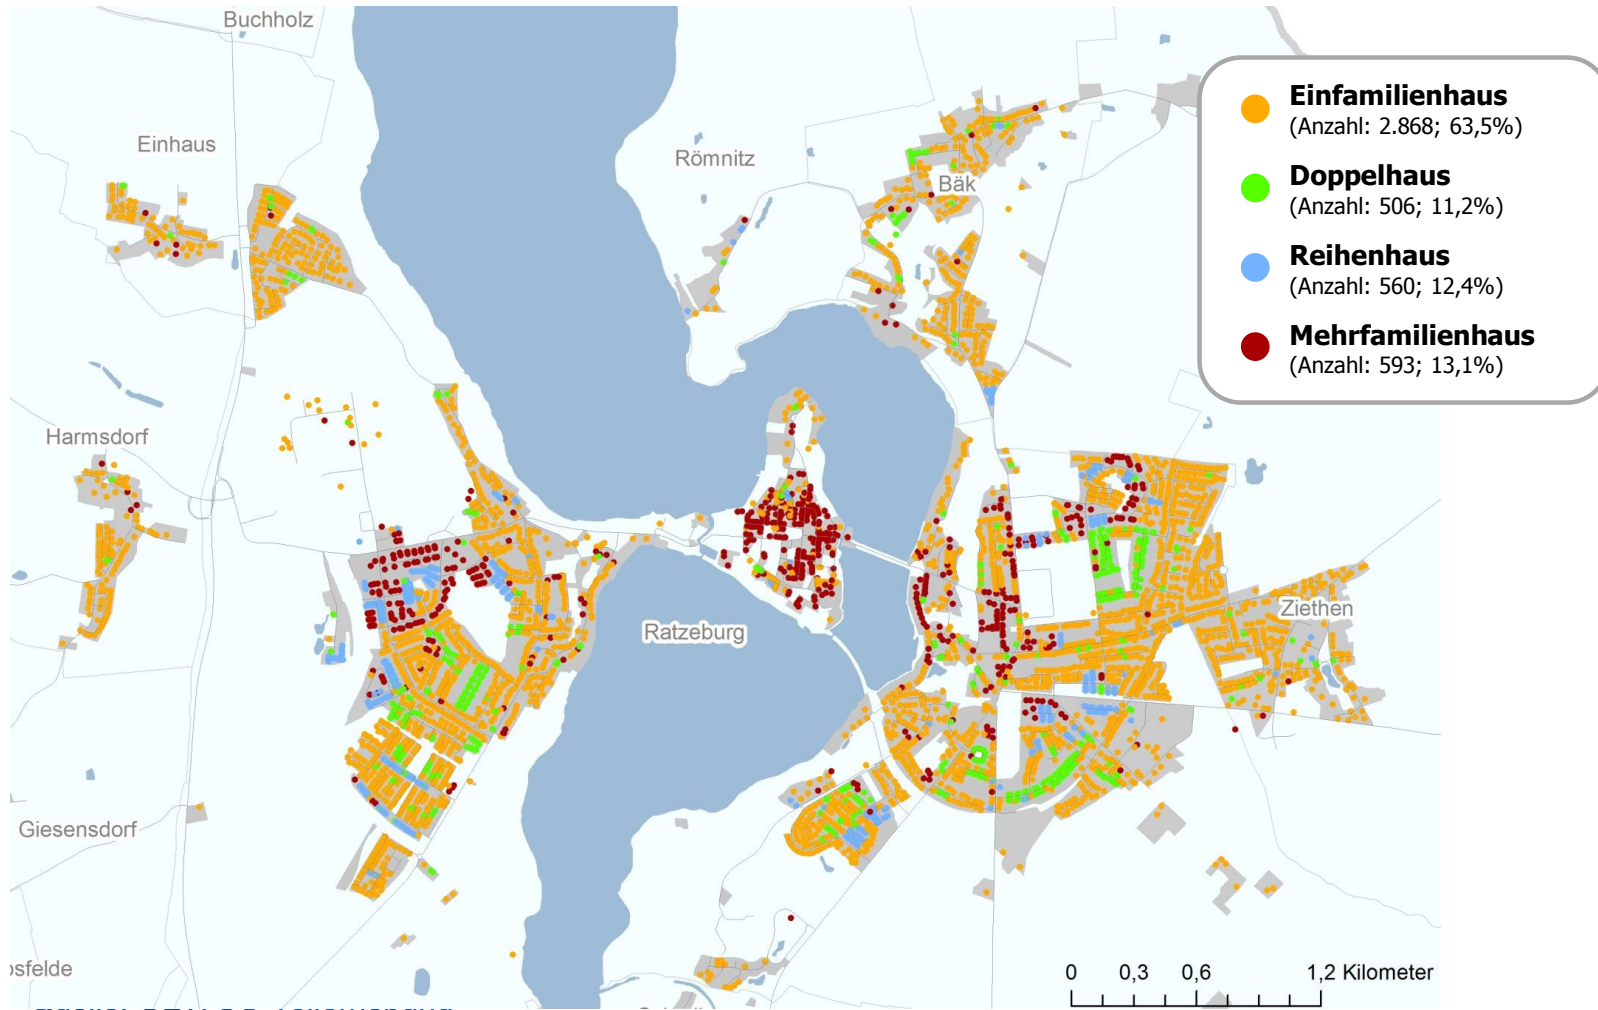 Buchholz
Einhaus
Römnitz
Bäk
Einfamilienhaus
(Anzahl: 2.868; 63,5%)
Doppelhaus
(Anzahl: 506; 11,2%)
Reihenhaus
(Anzahl: 560; 12,4%)
Mehrfamilienhaus
(Anzahl: 593; 13,1%)
Harmsdorf
Ziethen
Ratzeburg
Giesensdorf
sfelde
0 0,3 0,6 1,2 Kilometer